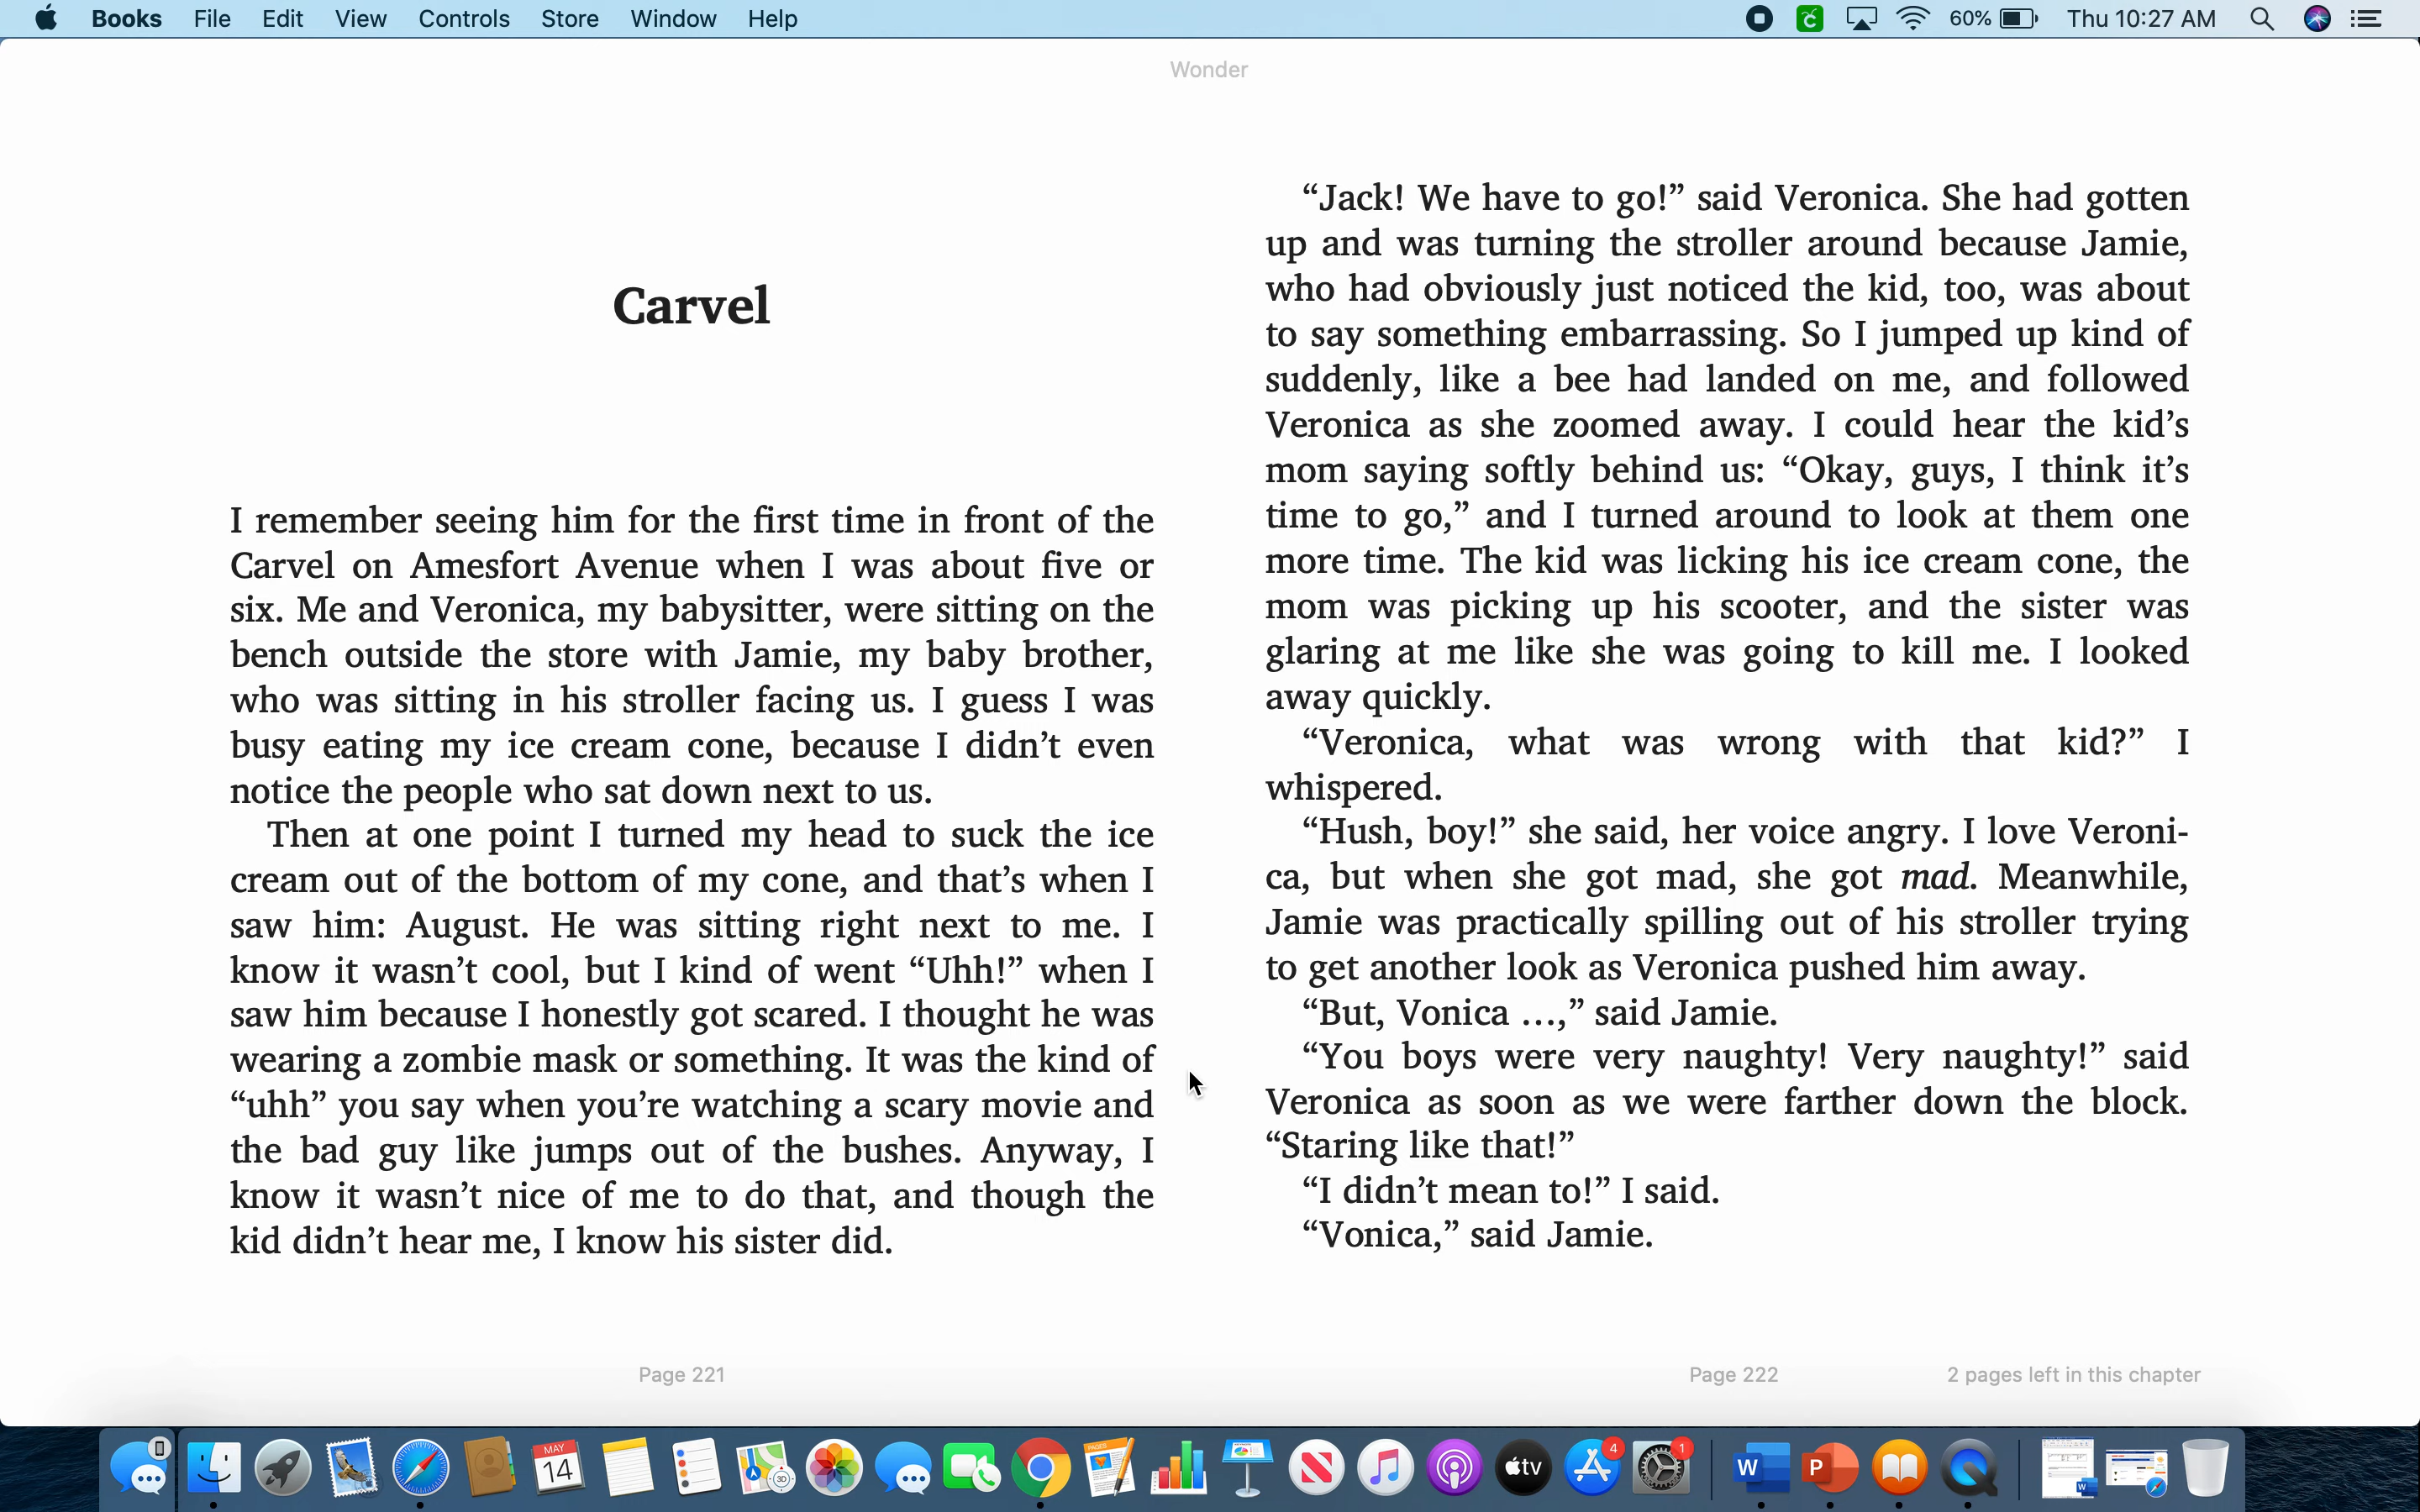 Books File Edit View Controls Store Window Help 60% Thu 10:27 AM
Wonder
Carvel
I remember seeing him for the first time in front of the
Carvel on Amesfort Avenue when I was about five or
six. Me and Veronica, my babysitter, were sitting on the
bench outside the store with Jamie, my baby brother,
who was sitting in his stroller facing us. I guess I was
busy eating my ice cream cone, because I didn’t even
notice the people who sat down next to us.
Then at one point I turned my head to suck the ice
cream out of the bottom of my cone, and that’s when I
saw him: August. He was sitting right next to me. I
know it wasn’t cool, but I kind of went “Uhh!” when I
saw him because I honestly got scared. I thought he was
wearing a zombie mask or something. It was the kind of
“uhh” you say when you’re watching a scary movie and
the bad guy like jumps out of the bushes. Anyway, I
know it wasn’t nice of me to do that, and though the
kid didn’t hear me, I know his sister did.
Page 221
“Jack! We have to go!” said Veronica. She had gotten
up and was turning the stroller around because Jamie,
who had obviously just noticed the kid, too, was about
to say something embarrassing. So I jumped up kind of
suddenly, like a bee had landed on me, and followed
Veronica as she zoomed away. I could hear the kid’s
mom saying softly behind us: “Okay, guys, I think it’s
time to go,” and I turned around to look at them one
more time. The kid was licking his ice cream cone, the
mom was picking up his scooter, and the sister was
glaring at me like she was going to kill me. I looked
away quickly.
“Veronica, what was wrong with that kid?” I
whispered.
“Hush, boy!” she said, her voice angry. I love Veroni-
ca, but when she got mad, she got mad. Meanwhile,
Jamie was practically spilling out of his stroller trying
to get another look as Veronica pushed him away.
“But, Vonica …,” said Jamie.
“You boys were very naughty! Very naughty!” said
Veronica as soon as we were farther down the block.
“Staring like that!”
“I didn’t mean to!” I said.
“Vonica,” said Jamie.
Page 222
2 pages left in this chapter
MAY
14
3D
PAGES
tv
4
1
W
P
W